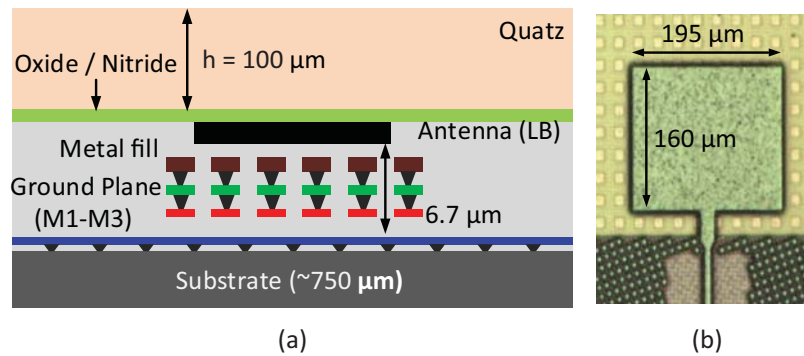 Quatz
h = 100 μm
Oxide / Nitride
Antenna (LB)
Metal fill
Ground Plane
(M1-M3)
6.7 μm
Substrate (~750 μm)
195 μm
160 μm
(a)
(b)